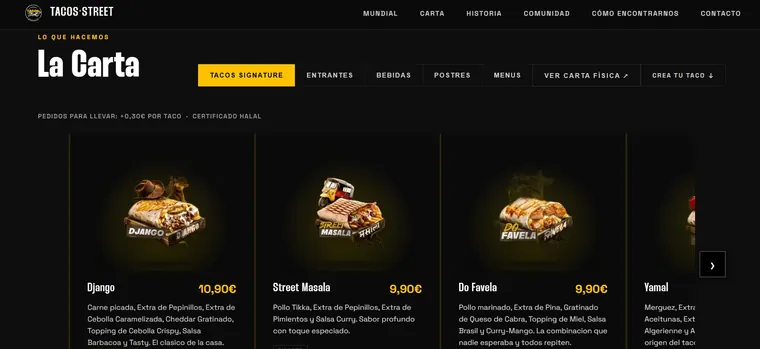 TACOS·STREET
MUNDIAL CARTA HISTORIA COMUNIDAD CÓMO ENCONTRARNOS CONTACTO
LO QUE HACEMOS
La Carta
TACOS SIGNATURE ENTRANTES BEBIDAS POSTRES MENUS VER CARTA FÍSICA ↗ CREA TU TACO ↓
PEDIDOS PARA LLEVAR: +0,30€ POR TACO · CERTIFICADO HALAL
DJANGO
STREET MASALA
DO FAVELA
Django 10,90€
Carne picada, Extra de Pepinillos, Extra de
Cebolla Caramelizada, Cheddar Gratinado,
Topping de Cebolla Crispy, Salsa
Barbacoa y Tasty. El clasico de la casa.
Street Masala 9,90€
Pollo Tikka, Extra de Pepinillos, Extra de
Pimientos y Salsa Curry. Sabor profundo
con toque especiado.
Do Favela 9,90€
Pollo marinado, Extra de Pina, Gratinado
de Queso de Cabra, Topping de Miel, Salsa
Brasil y Curry-Mango. La combinacion que
nadie esperaba y todos repiten.
Yamal
Merguez, Extra
Aceitunas, Ext
Algerienne y A
origen del taco